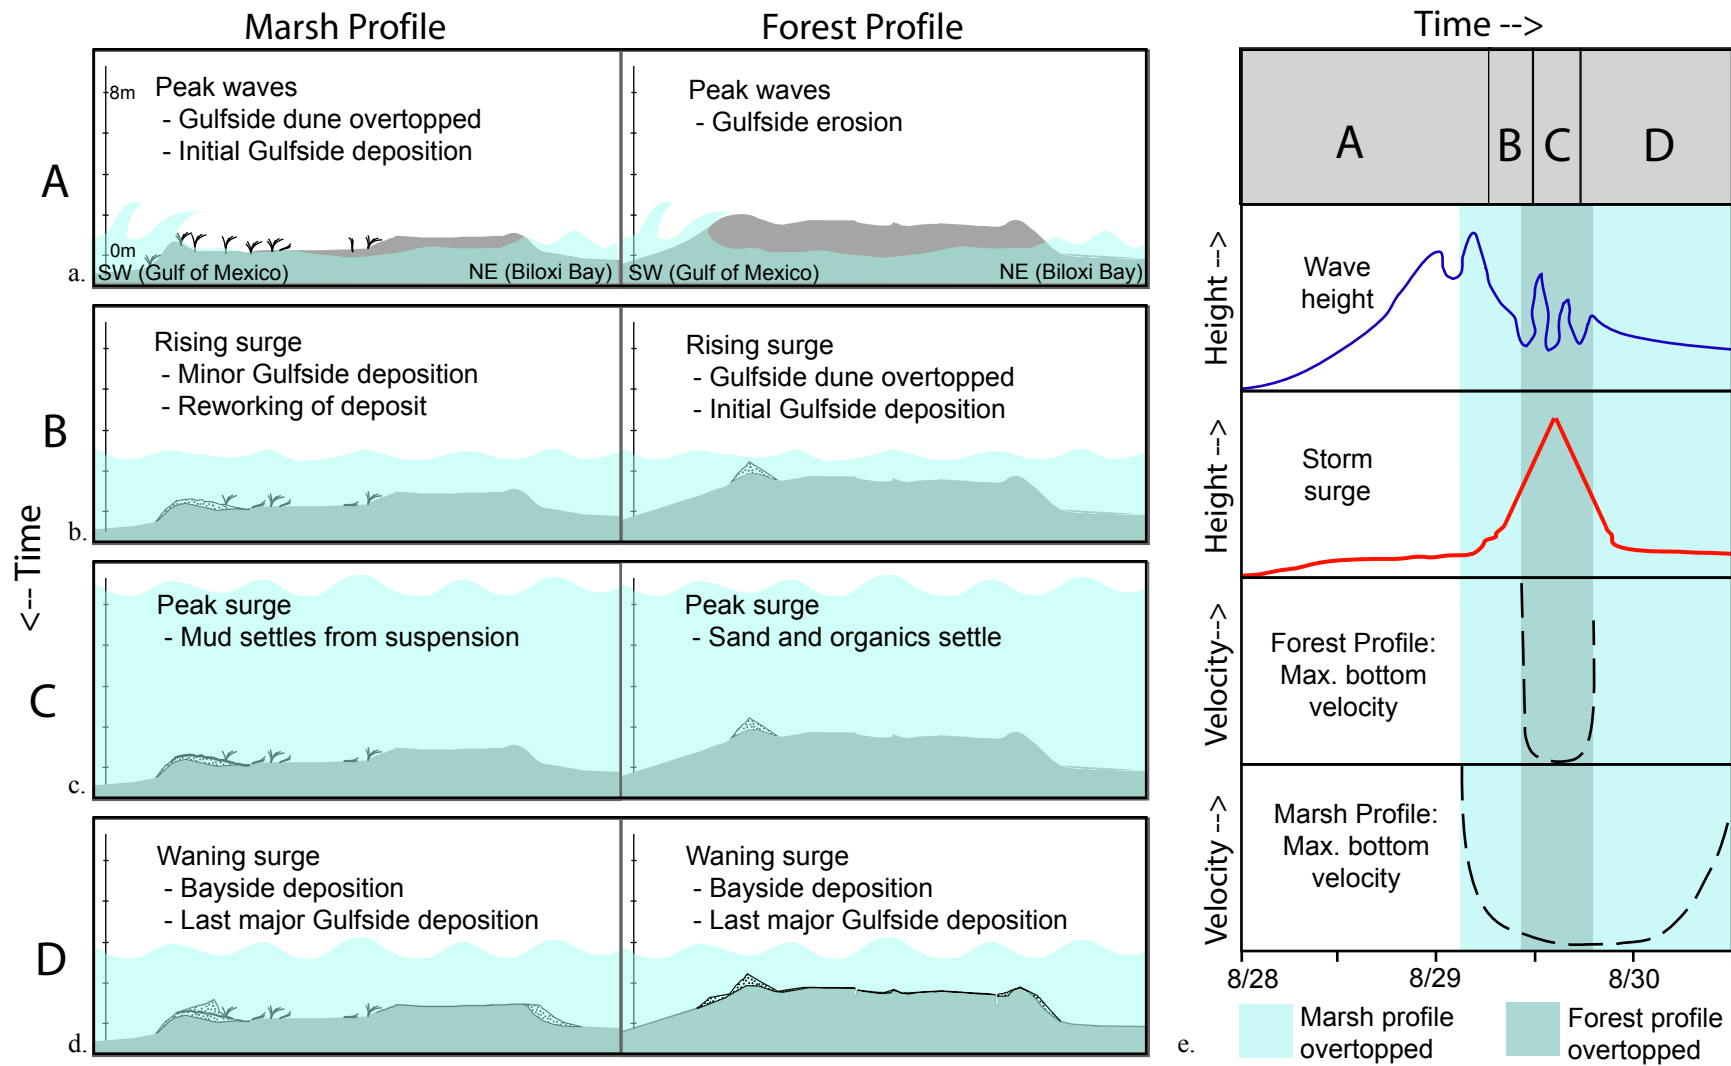 Marsh Profile
Forest Profile
A
8m
0m
Peak waves
- Gulfside dune overtopped
- Initial Gulfside deposition
a.
SW (Gulf of Mexico)
NE (Biloxi Bay)
Peak waves
- Gulfside erosion
SW (Gulf of Mexico)
NE (Biloxi Bay)
B
Rising surge
- Minor Gulfside deposition
- Reworking of deposit
b.
Rising surge
- Gulfside dune overtopped
- Initial Gulfside deposition
<-- Time
C
Peak surge
- Mud settles from suspension
c.
Peak surge
- Sand and organics settle
D
Waning surge
- Bayside deposition
- Last major Gulfside deposition
d.
Waning surge
- Bayside deposition
- Last major Gulfside deposition
Time -->
A
B
C
D
Height -->
Wave
height
Height -->
Storm
surge
Velocity-->
Forest Profile:
Max. bottom
velocity
Velocity -->
Marsh Profile:
Max. bottom
velocity
8/28
8/29
8/30
e.
Marsh profile
overtopped
Forest profile
overtopped